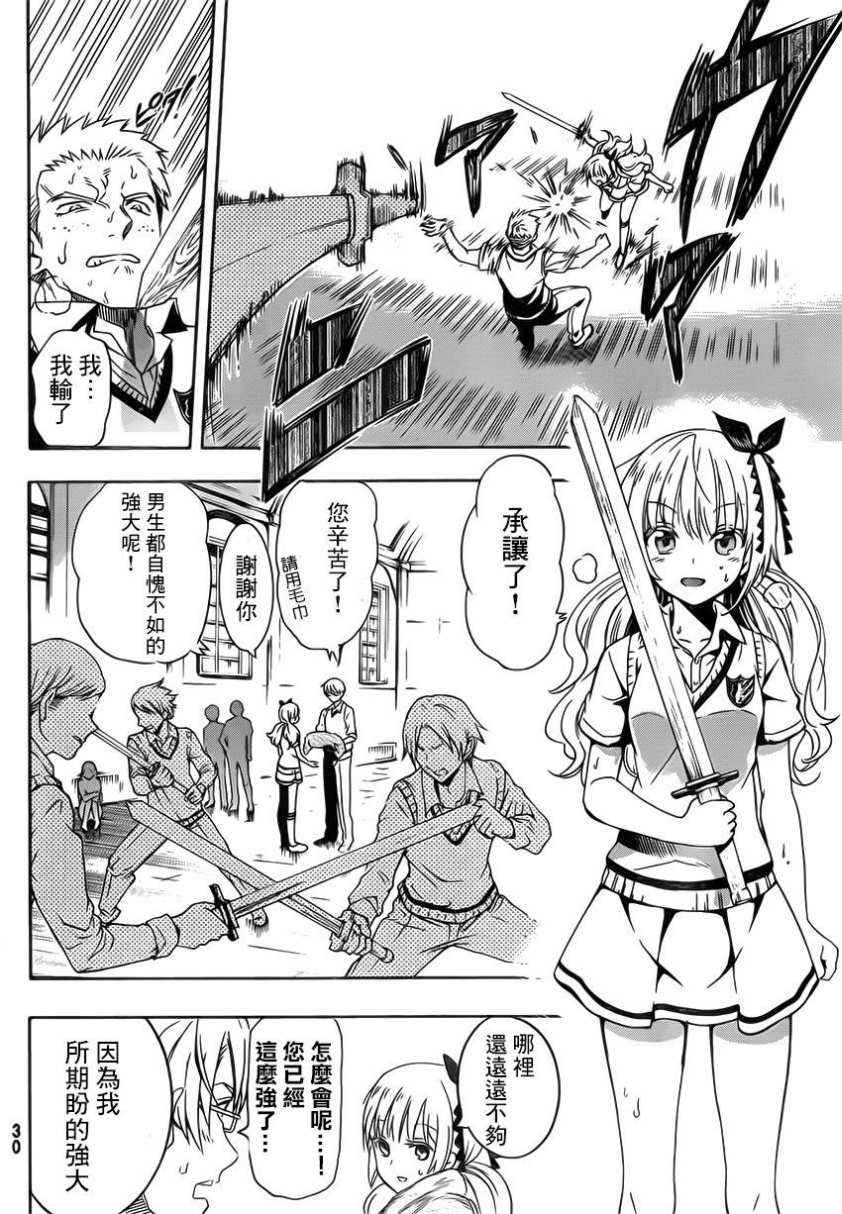 ガガッ
ピタ!
我…
我輸了
承讓了！
您辛苦了！
請用毛巾
謝謝你
男生都自愧不如的
強大呢！
哪裡
還遠遠不夠
怎麼會呢…！
您已經
這麼強了…
因為我
所期盼的強大
30